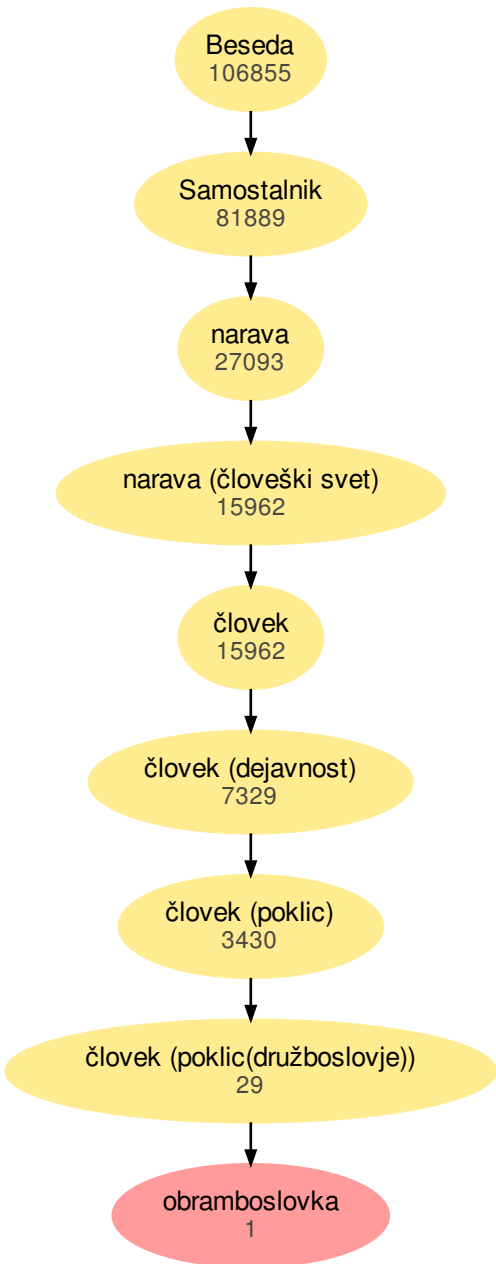 Beseda
106855
Samostalnik
81889
narava
27093
narava (človeški svet)
15962
človek
15962
človek (dejavnost)
7329
človek (poklic)
3430
človek (poklic(družboslovje))
29
obramboslovka
1